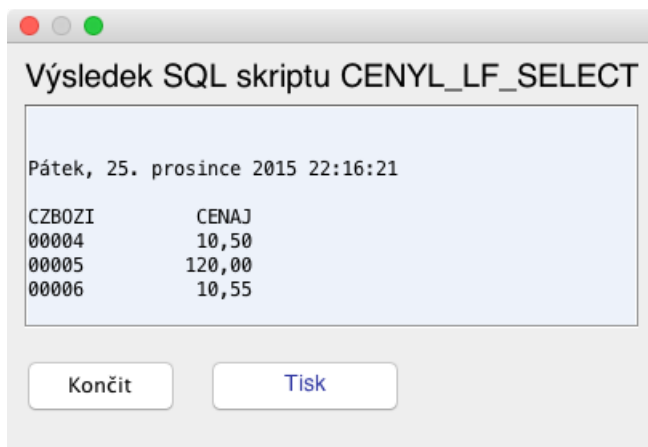 Výsledek SQL skriptu CENYL_LF_SELECT
Pátek, 25. prosince 2015 22:16:21
CZBOZI CENAJ
00004 10,50
00005 120,00
00006 10,55
Končit Tisk